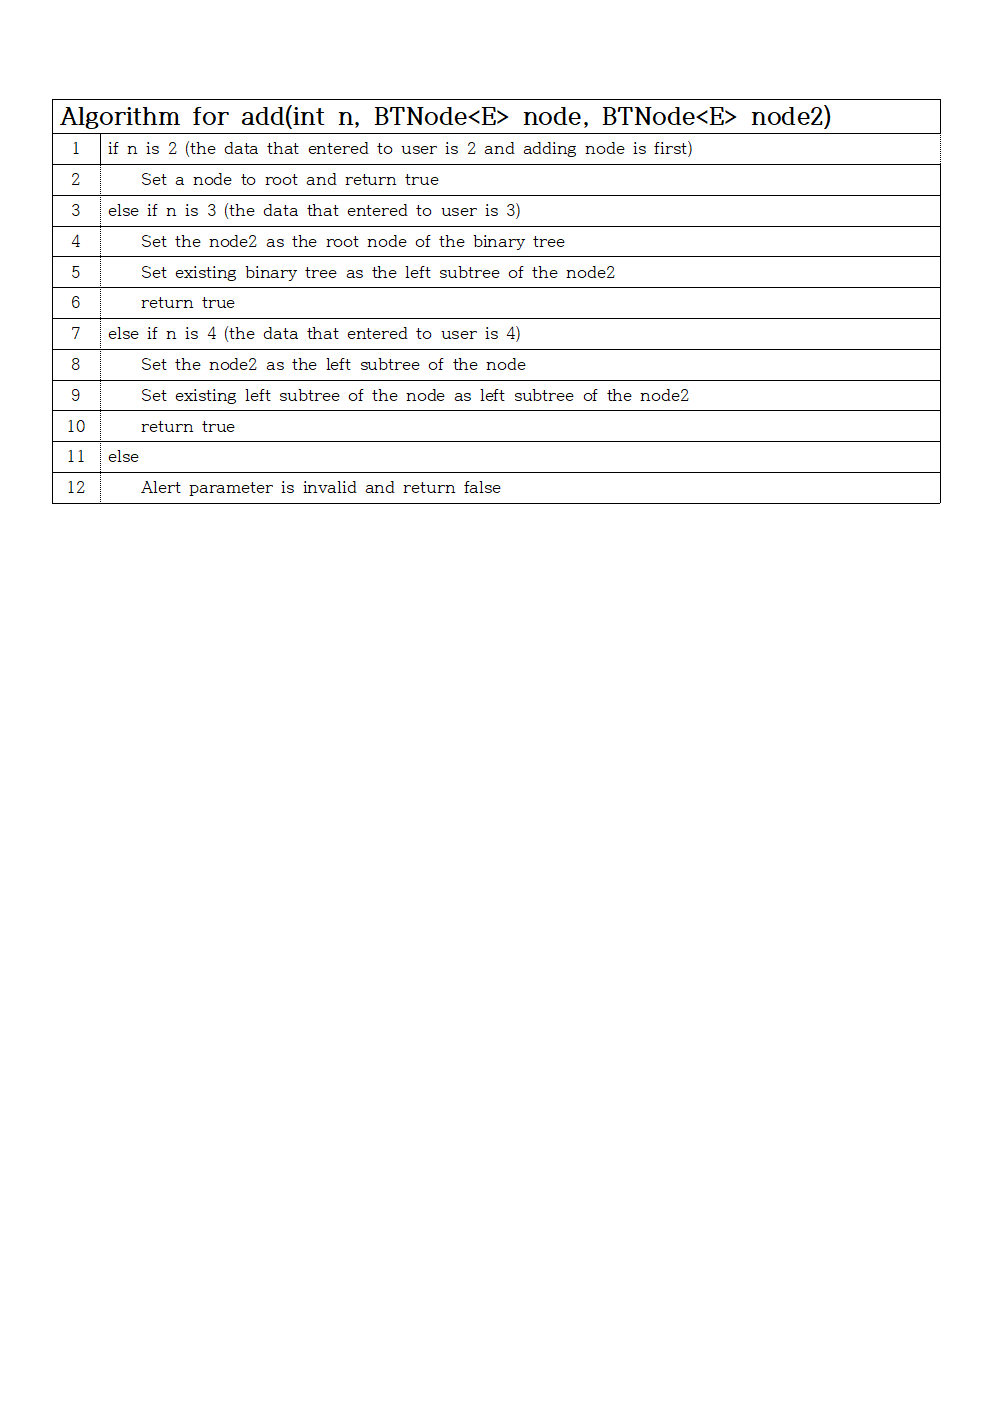 Algorithm for add(int n, BTNode<E> node, BTNode<E> node2)
1 if n is 2 (the data that entered to user is 2 and adding node is first)
2 Set a node to root and return true
3 else if n is 3 (the data that entered to user is 3)
4 Set the node2 as the root node of the binary tree
5 Set existing binary tree as the left subtree of the node2
6 return true
7 else if n is 4 (the data that entered to user is 4)
8 Set the node2 as the left subtree of the node
9 Set existing left subtree of the node as left subtree of the node2
10 return true
11 else
12 Alert parameter is invalid and return false